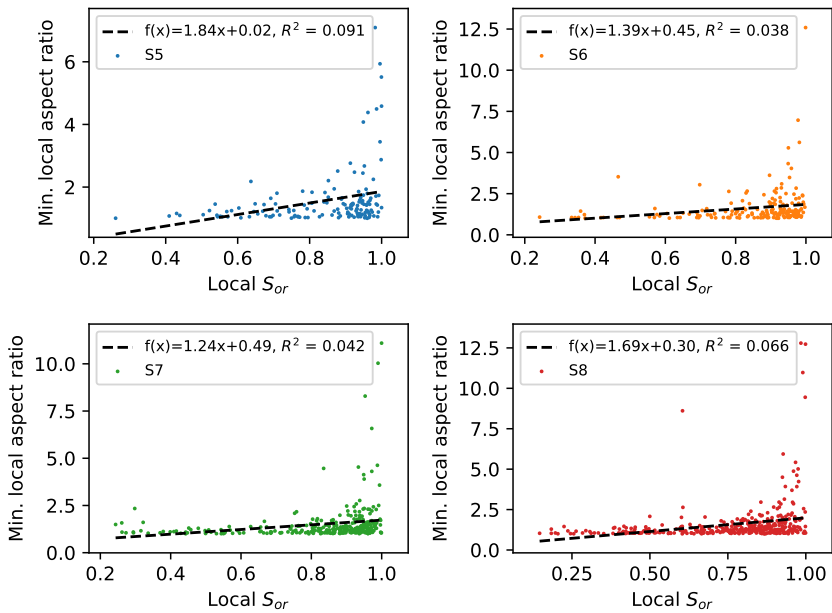 f(x)=1.84x+0.02, R² = 0.091
S5
Min. local aspect ratio
6
4
2
0.2 0.4 0.6 0.8 1.0
Local Sor
f(x)=1.39x+0.45, R² = 0.038
S6
Min. local aspect ratio
12.5
10.0
7.5
5.0
2.5
0.0
0.2 0.4 0.6 0.8 1.0
Local Sor
f(x)=1.24x+0.49, R² = 0.042
S7
Min. local aspect ratio
10.0
7.5
5.0
2.5
0.0
0.2 0.4 0.6 0.8 1.0
Local Sor
f(x)=1.69x+0.30, R² = 0.066
S8
Min. local aspect ratio
12.5
10.0
7.5
5.0
2.5
0.0
0.25 0.50 0.75 1.00
Local Sor